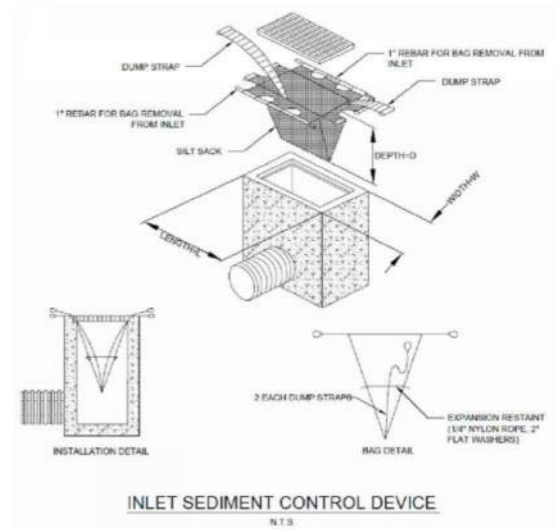 DUMP STRAP
1" REBAR FOR BAG REMOVAL FROM
INLET
DUMP STRAP
1" REBAR FOR BAG REMOVAL
FROM INLET
SILT SACK
DEPTH=D
WIDTH=W
LENGTH=L
2 EACH DUMP STRAPS
EXPANSION RESTAINT
(1/4" NYLON ROPE, 2"
FLAT WASHERS)
INSTALLATION DETAIL
BAG DETAIL
INLET SEDIMENT CONTROL DEVICE
N.T.S